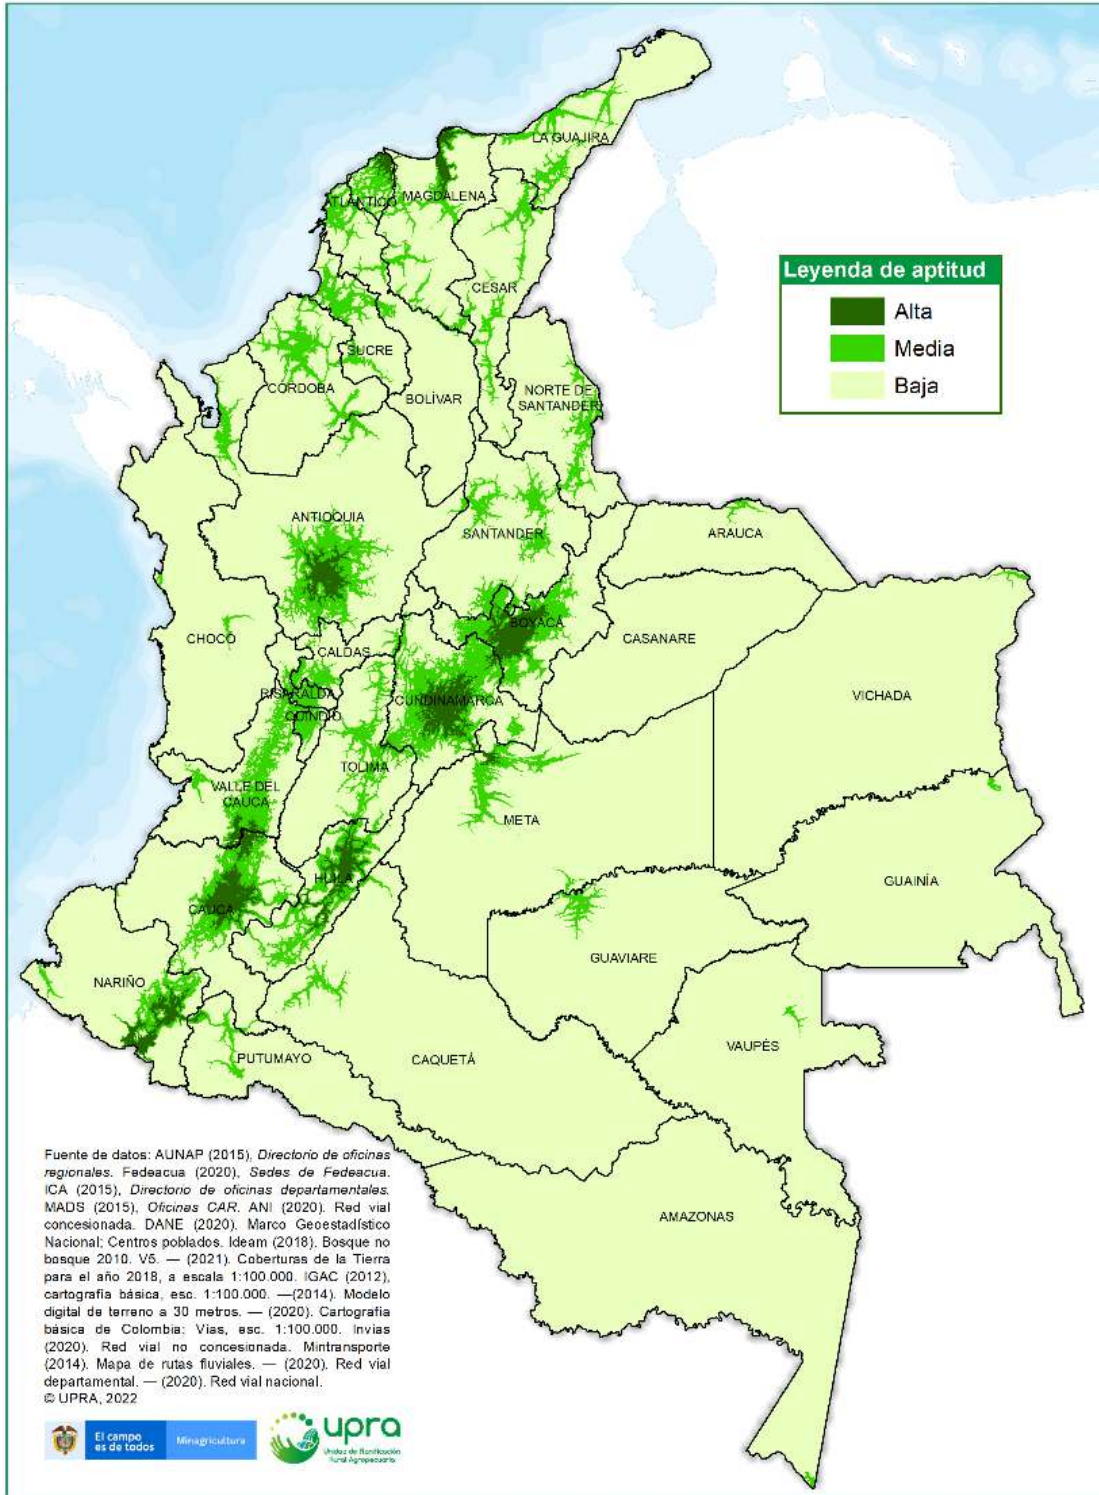 LA GUAJIRA
ATLÁNTICO
MAGDALENA
CESAR
SUCRE
CÓRDOBA
BOLÍVAR
NORTE DE
SANTANDER
ANTIOQUIA
SANTANDER
ARAUCA
CHOCÓ
BOYACÁ
CASANARE
CALDAS
VICHADA
RISARALDA
CUNDINAMARCA
QUINDÍO
TOLIMA
VALLE DEL
CAUCA
META
HUILA
GUAINÍA
CAUCA
GUAVIARE
NARIÑO
VAUPÉS
PUTUMAYO
CAQUETÁ
AMAZONAS
Leyenda de aptitud
Alta
Media
Baja
Fuente de datos: AUNAP (2015), Directorio de oficinas
regionales. Fedeacua (2020), Sedes de Fedeacua.
ICA (2015), Directorio de oficinas departamentales.
MADS (2015), Oficinas CAR. ANI (2020). Red vial
concesionada. DANE (2020). Marco Geoestadístico
Nacional; Centros poblados. Ideam (2018). Bosque no
bosque 2010. V5. — (2021). Coberturas de la Tierra
para el año 2018, a escala 1:100.000. IGAC (2012),
cartografía básica, esc. 1:100.000. —(2014). Modelo
digital de terreno a 30 metros. — (2020). Cartografía
básica de Colombia: Vías, esc. 1:100.000. Invias
(2020). Red vial no concesionada. Mintransporte
(2014). Mapa de rutas fluviales. — (2020). Red vial
departamental. — (2020). Red vial nacional.
© UPRA, 2022
El campo
es de todos
Minagricultura
upra
Unidad de Planificación
Rural Agropecuaria